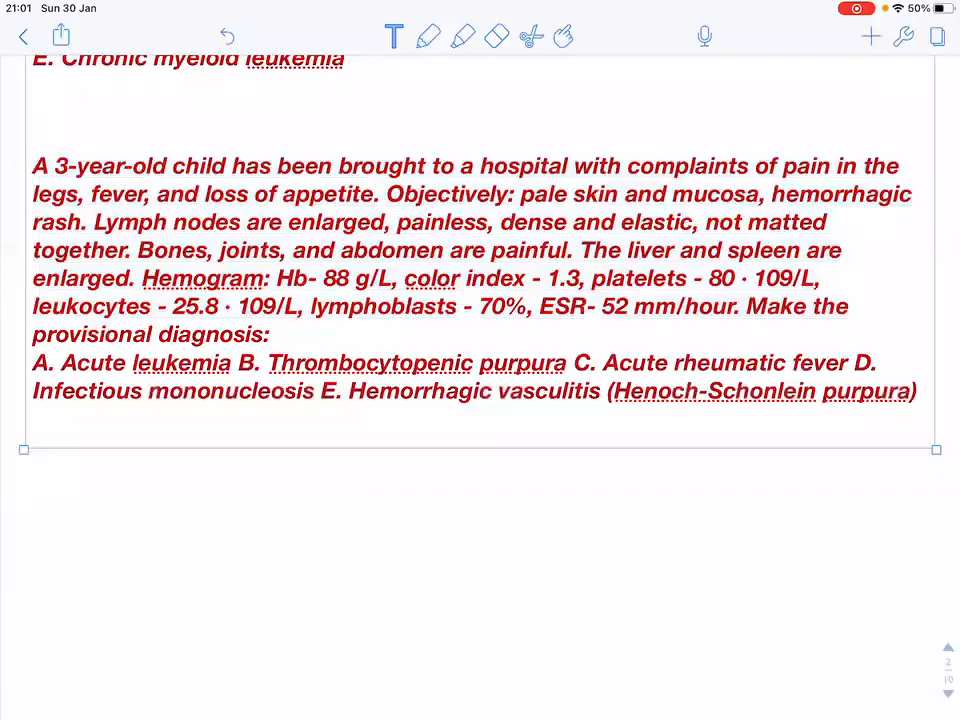 21:01 Sun 30 Jan 50%
T
E. Chronic myeloid leukemia
A 3-year-old child has been brought to a hospital with complaints of pain in the
legs, fever, and loss of appetite. Objectively: pale skin and mucosa, hemorrhagic
rash. Lymph nodes are enlarged, painless, dense and elastic, not matted
together. Bones, joints, and abdomen are painful. The liver and spleen are
enlarged. Hemogram: Hb- 88 g/L, color index - 1.3, platelets - 80 · 109/L,
leukocytes - 25.8 · 109/L, lymphoblasts - 70%, ESR- 52 mm/hour. Make the
provisional diagnosis:
A. Acute leukemia B. Thrombocytopenic purpura C. Acute rheumatic fever D.
Infectious mononucleosis E. Hemorrhagic vasculitis (Henoch-Schonlein purpura)
2
10